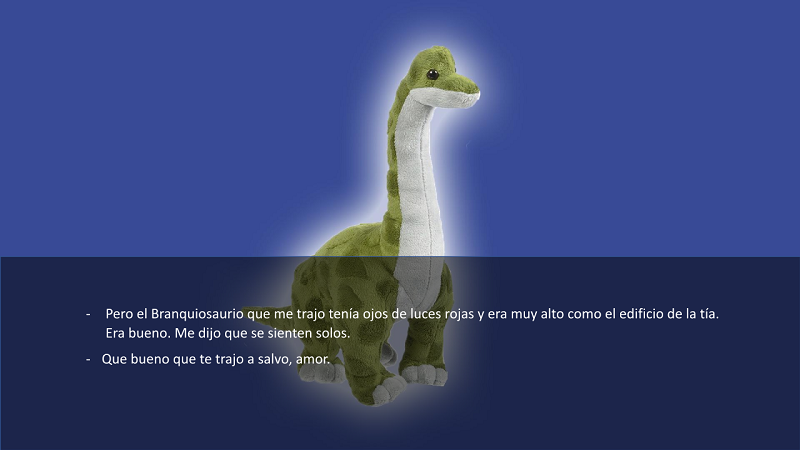 - Pero el Branquiosaurio que me trajo tenía ojos de luces rojas y era muy alto como el edificio de la tía.
Era bueno. Me dijo que se sienten solos.
- Que bueno que te trajo a salvo, amor.